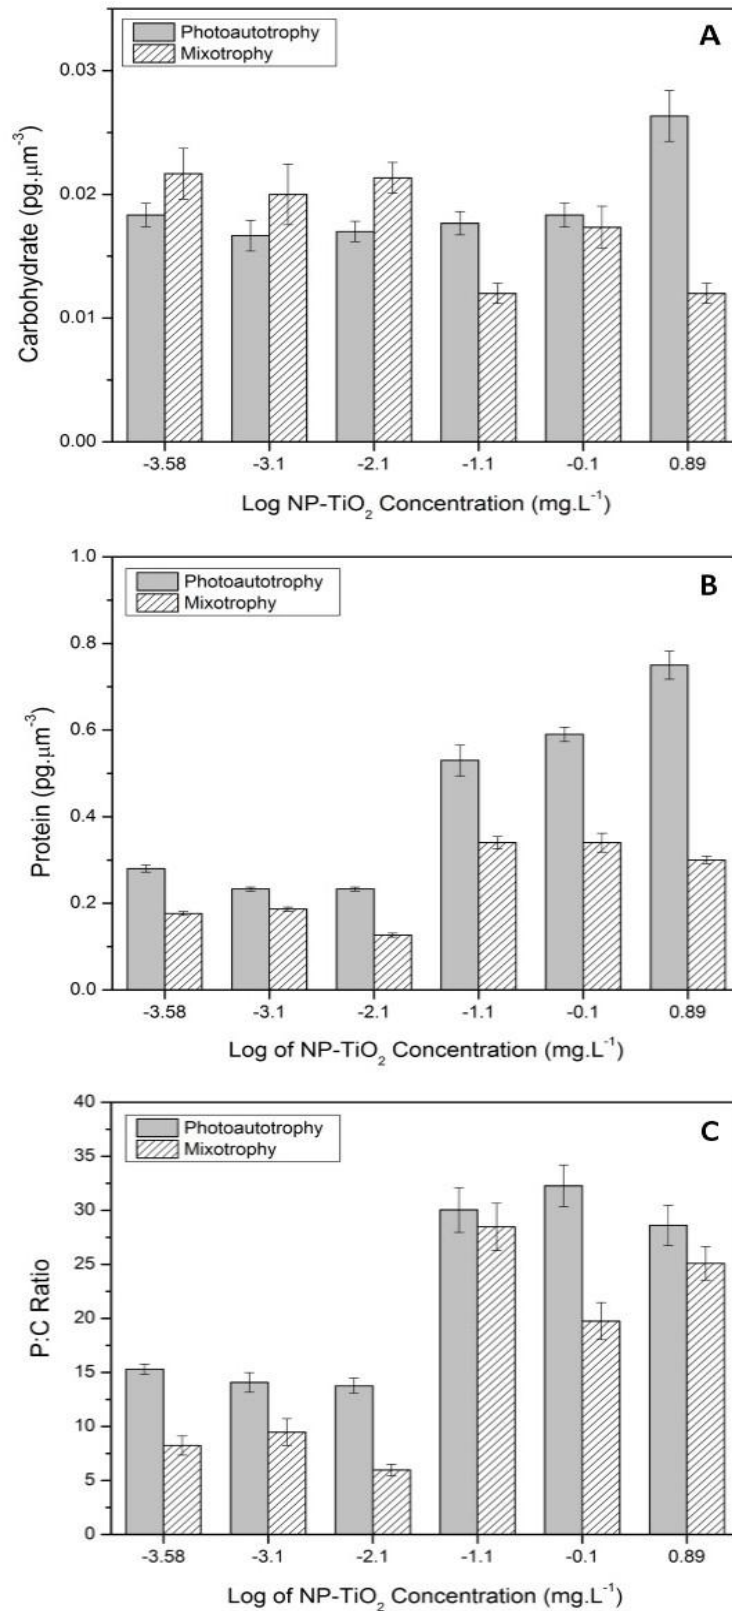 Photoautotrophy
Mixotrophy
A
0.03
0.02
0.01
0.00
Carbohydrate (pg.µm⁻³)
-3.58 -3.1 -2.1 -1.1 -0.1 0.89
Log NP-TiO₂ Concentration (mg.L⁻¹)
Photoautotrophy
Mixotrophy
B
1.0
0.8
0.6
0.4
0.2
0.0
Protein (pg.µm⁻³)
-3.58 -3.1 -2.1 -1.1 -0.1 0.89
Log of NP-TiO₂ Concentration (mg.L⁻¹)
Photoautotrophy
Mixotrophy
C
40
35
30
25
20
15
10
5
0
P:C Ratio
-3.58 -3.1 -2.1 -1.1 -0.1 0.89
Log of NP-TiO₂ Concentration (mg.L⁻¹)